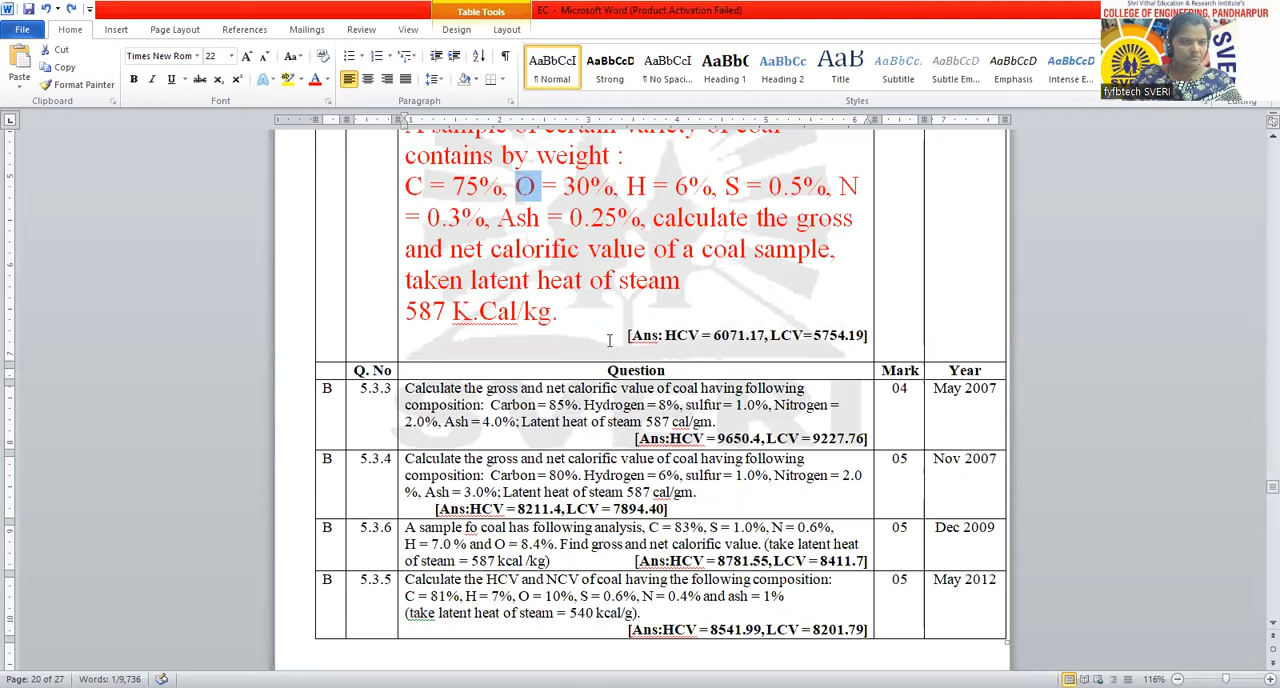 EC - Microsoft Word (Product Activation Failed)
Table Tools
Shri Vithal Education & Research Institute's
COLLEGE OF ENGINEERING, PANDHARPUR
File Home Insert Page Layout References Mailings Review View Design Layout
Paste
Cut
Copy
Format Painter
Times New Rom 22
AaBbCcI Normal
AaBbCcI Strong
AaBbCcI No Spaci...
AaBbCc Heading 1
AaBbCc Heading 2
AaB Title
AaBbCc. Subtitle
AaBbCcI Subtle Em...
AaBbCcI Emphasis
AaBbCcI Intense E...
Clipboard Font Paragraph Styles
fyfbtech SVERI
A sample of certain variety of coal
contains by weight :
C = 75%, O = 30%, H = 6%, S = 0.5%, N
= 0.3%, Ash = 0.25%, calculate the gross
and net calorific value of a coal sample,
taken latent heat of steam
587 K.Cal/kg.
[Ans: HCV = 6071.17, LCV=5754.19]
Q. No Question Mark Year
B 5.3.3 Calculate the gross and net calorific value of coal having following 04 May 2007
composition: Carbon = 85%. Hydrogen = 8%, sulfur = 1.0%, Nitrogen =
2.0%, Ash = 4.0%; Latent heat of steam 587 cal/gm.
[Ans:HCV = 9650.4, LCV = 9227.76]
B 5.3.4 Calculate the gross and net calorific value of coal having following 05 Nov 2007
composition: Carbon = 80%. Hydrogen = 6%, sulfur = 1.0%, Nitrogen = 2.0
%, Ash = 3.0%; Latent heat of steam 587 cal/gm.
[Ans:HCV = 8211.4, LCV = 7894.40]
B 5.3.6 A sample fo coal has following analysis, C = 83%, S = 1.0%, N = 0.6%, 05 Dec 2009
H = 7.0 % and O = 8.4%. Find gross and net calorific value. (take latent heat
of steam = 587 kcal /kg) [Ans:HCV = 8781.55, LCV = 8411.7]
B 5.3.5 Calculate the HCV and NCV of coal having the following composition: 05 May 2012
C = 81%, H = 7%, O = 10%, S = 0.6%, N = 0.4% and ash = 1%
(take latent heat of steam = 540 kcal/g).
[Ans:HCV = 8541.99, LCV = 8201.79]
SVERI
Page: 20 of 27 Words: 1/9,736 116%